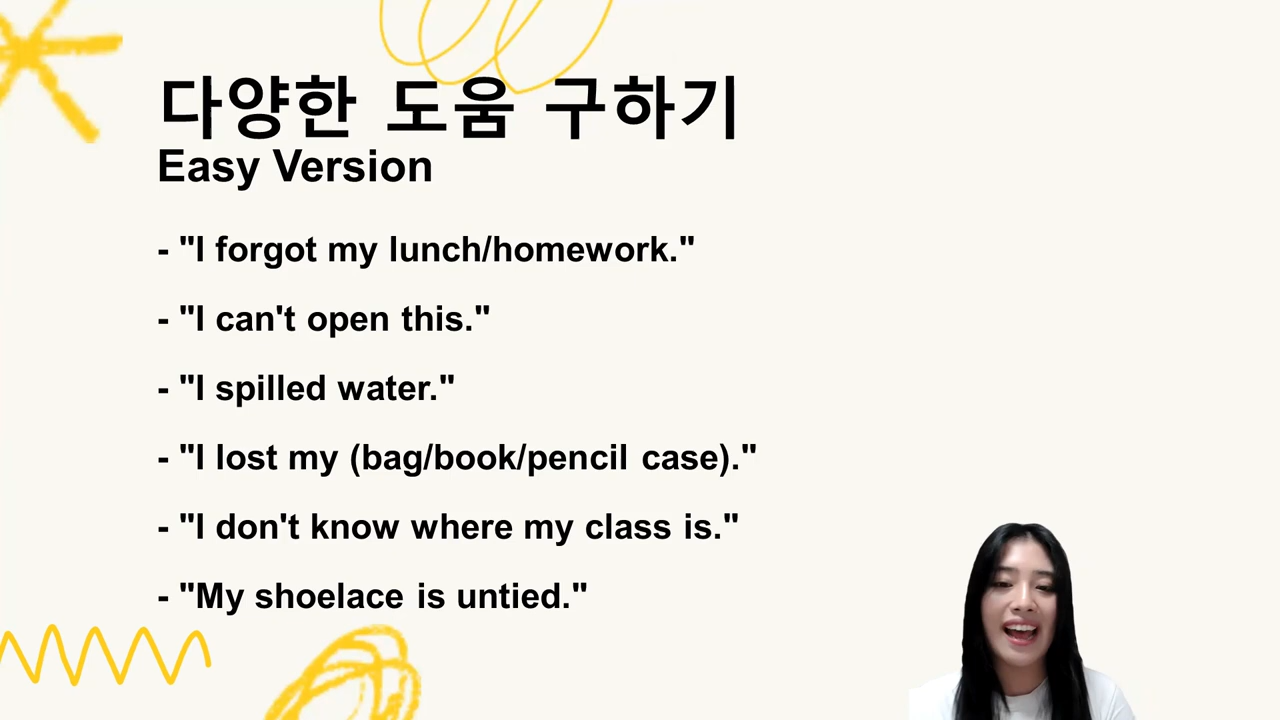 다양한 도움 구하기
Easy Version
- "I forgot my lunch/homework."
- "I can't open this."
- "I spilled water."
- "I lost my (bag/book/pencil case)."
- "I don't know where my class is."
- "My shoelace is untied."